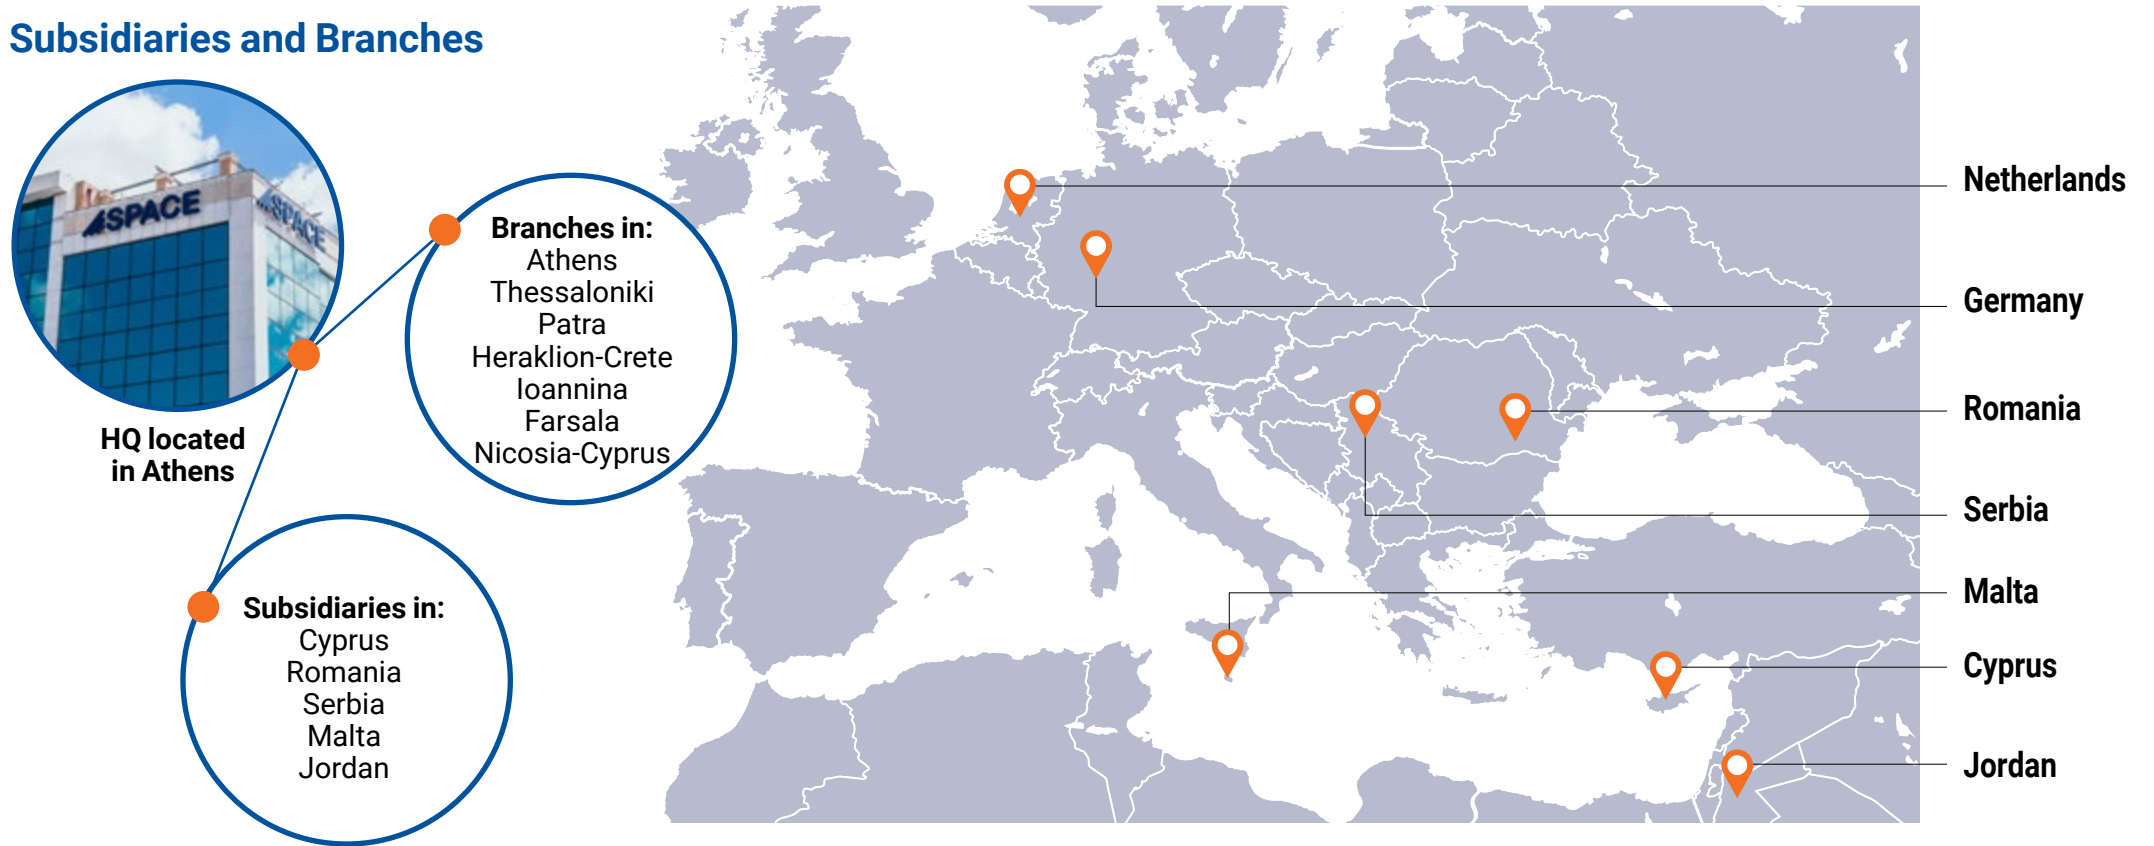 Subsidiaries and Branches
SPACE
SPACE
HQ located
in Athens
Branches in:
Athens
Thessaloniki
Patra
Heraklion-Crete
Ioannina
Farsala
Nicosia-Cyprus
Subsidiaries in:
Cyprus
Romania
Serbia
Malta
Jordan
Netherlands
Germany
Romania
Serbia
Malta
Cyprus
Jordan